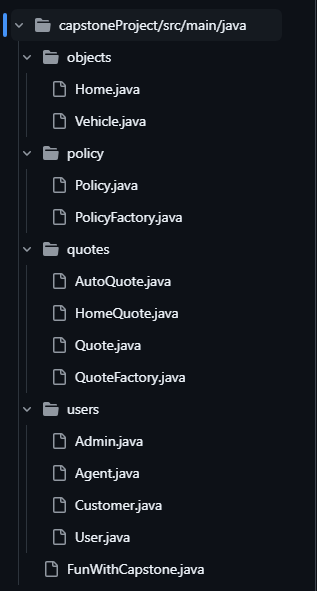 capstoneProject/src/main/java
objects
Home.java
Vehicle.java
policy
Policy.java
PolicyFactory.java
quotes
AutoQuote.java
HomeQuote.java
Quote.java
QuoteFactory.java
users
Admin.java
Agent.java
Customer.java
User.java
FunWithCapstone.java